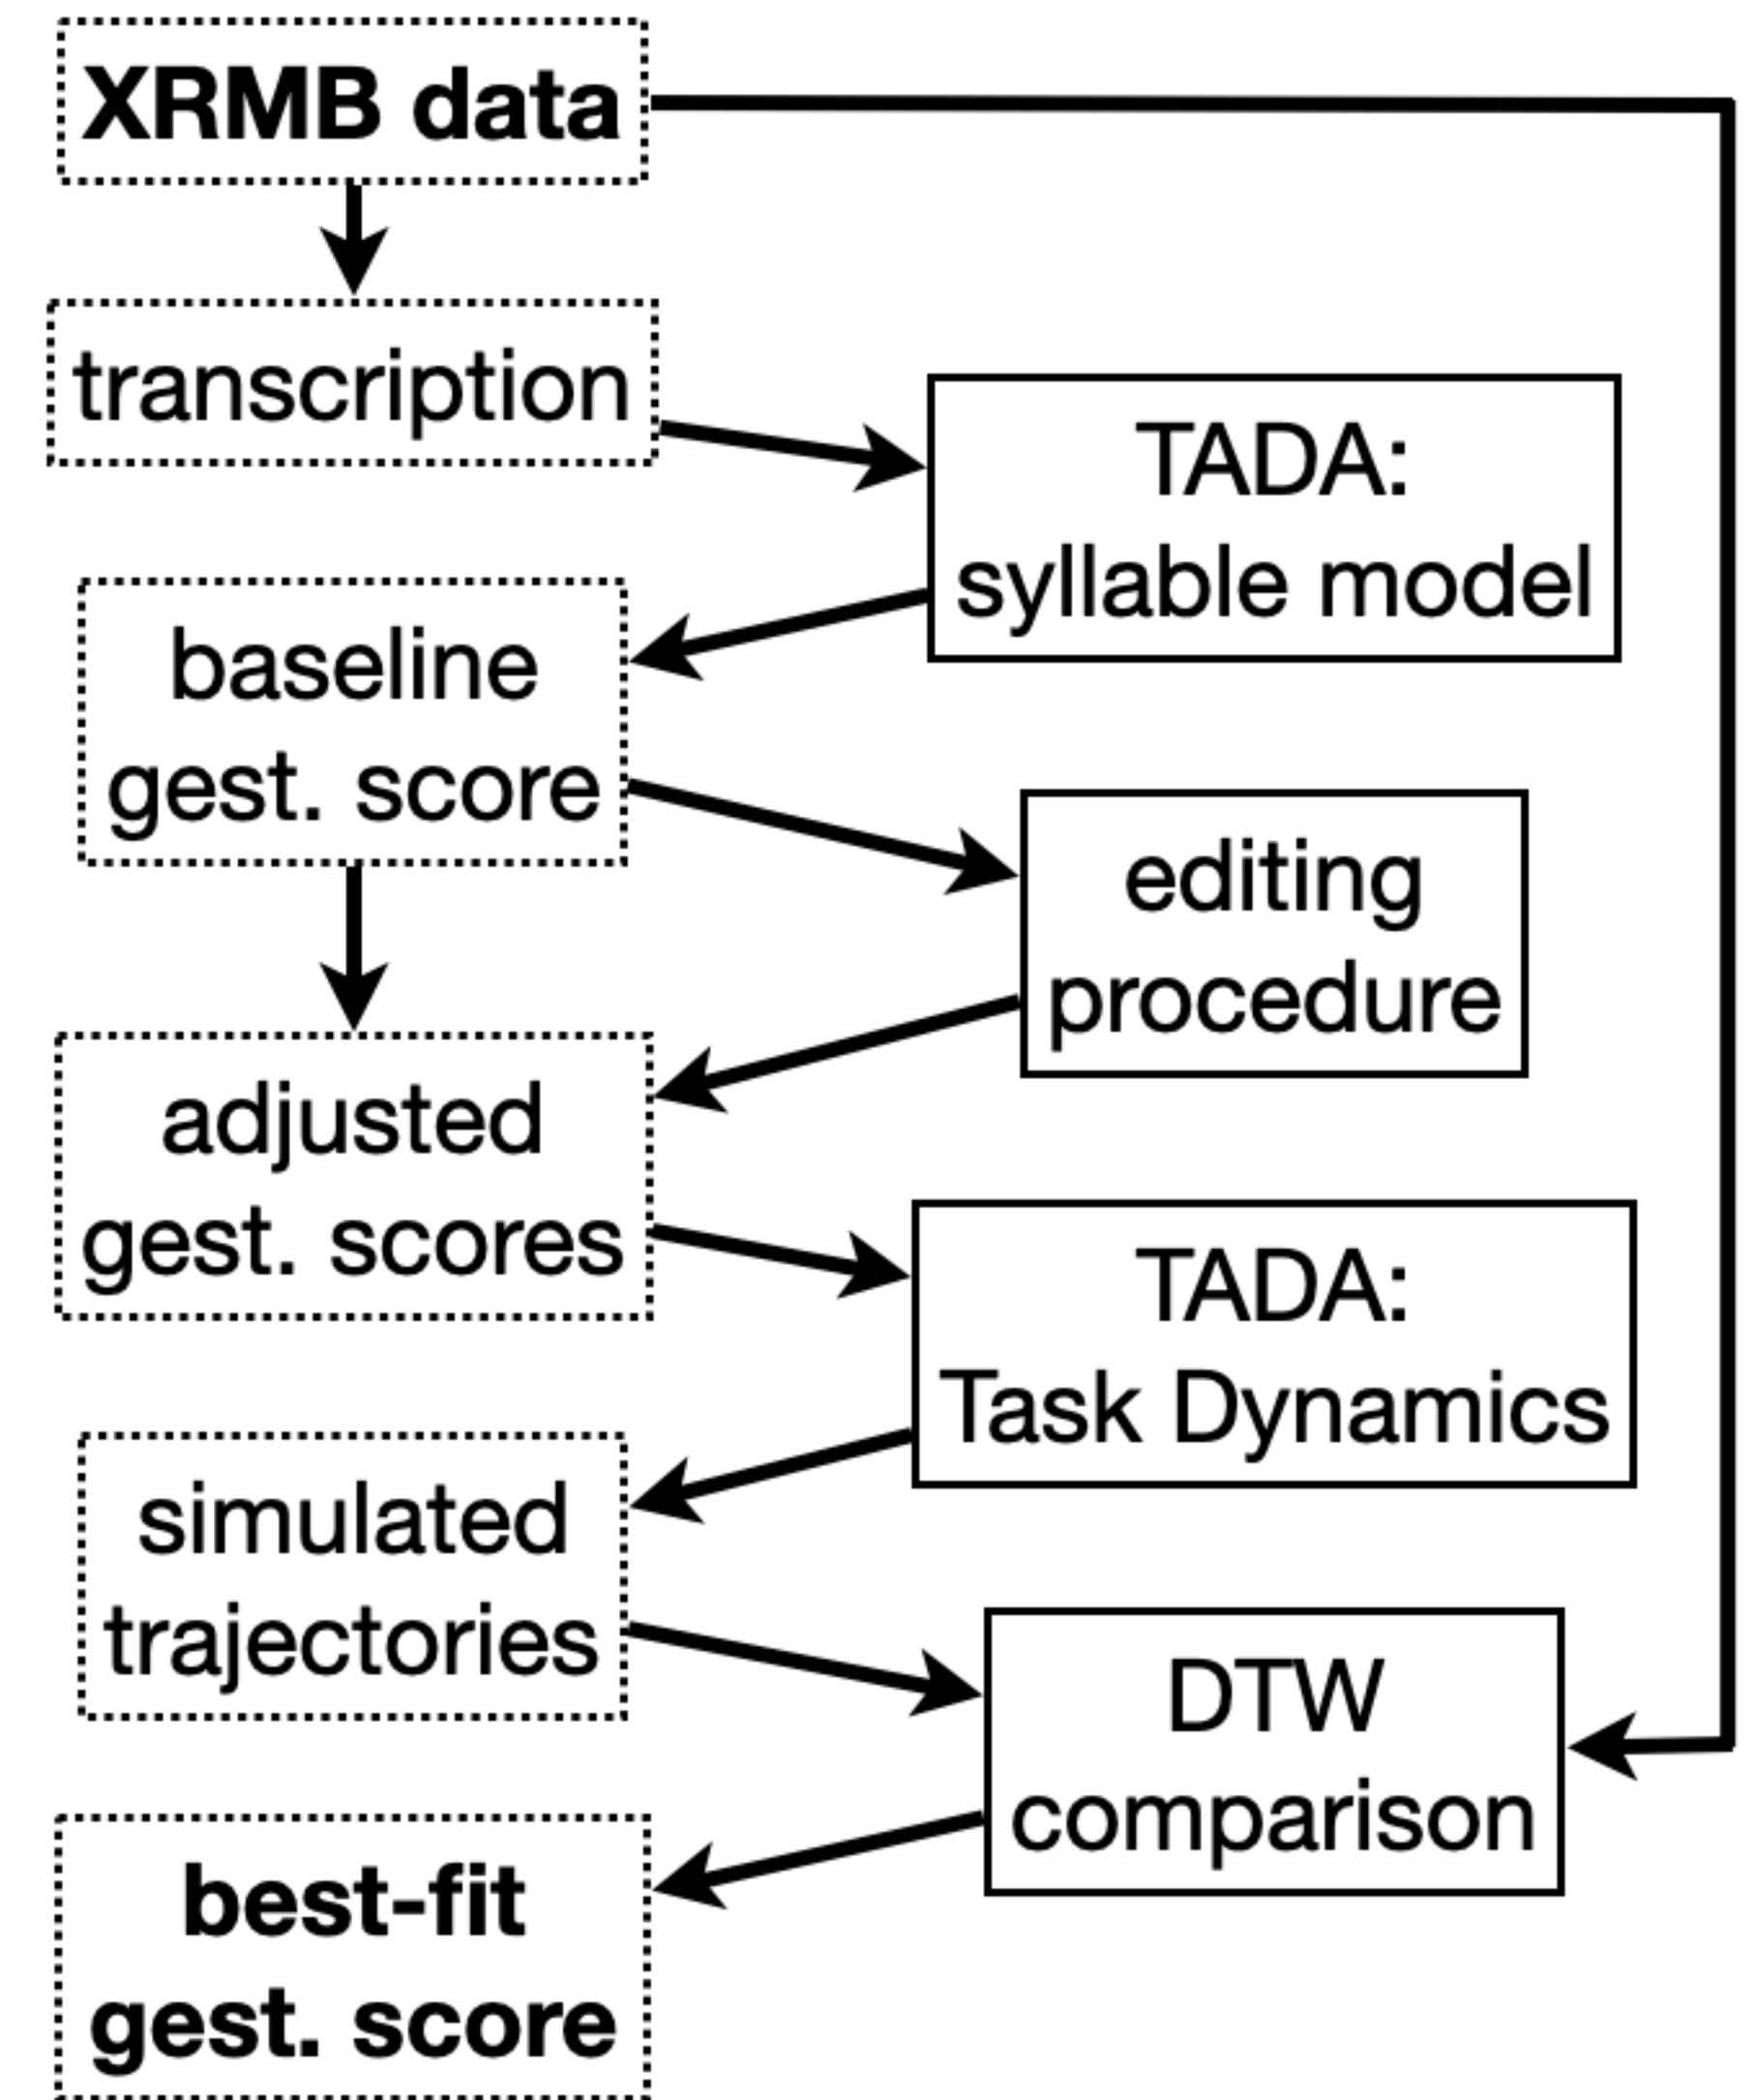 XRMB data
transcription
TADA:
syllable model
baseline
gest. score
editing
procedure
adjusted
gest. scores
TADA:
Task Dynamics
simulated
trajectories
DTW
comparison
best-fit
gest. score